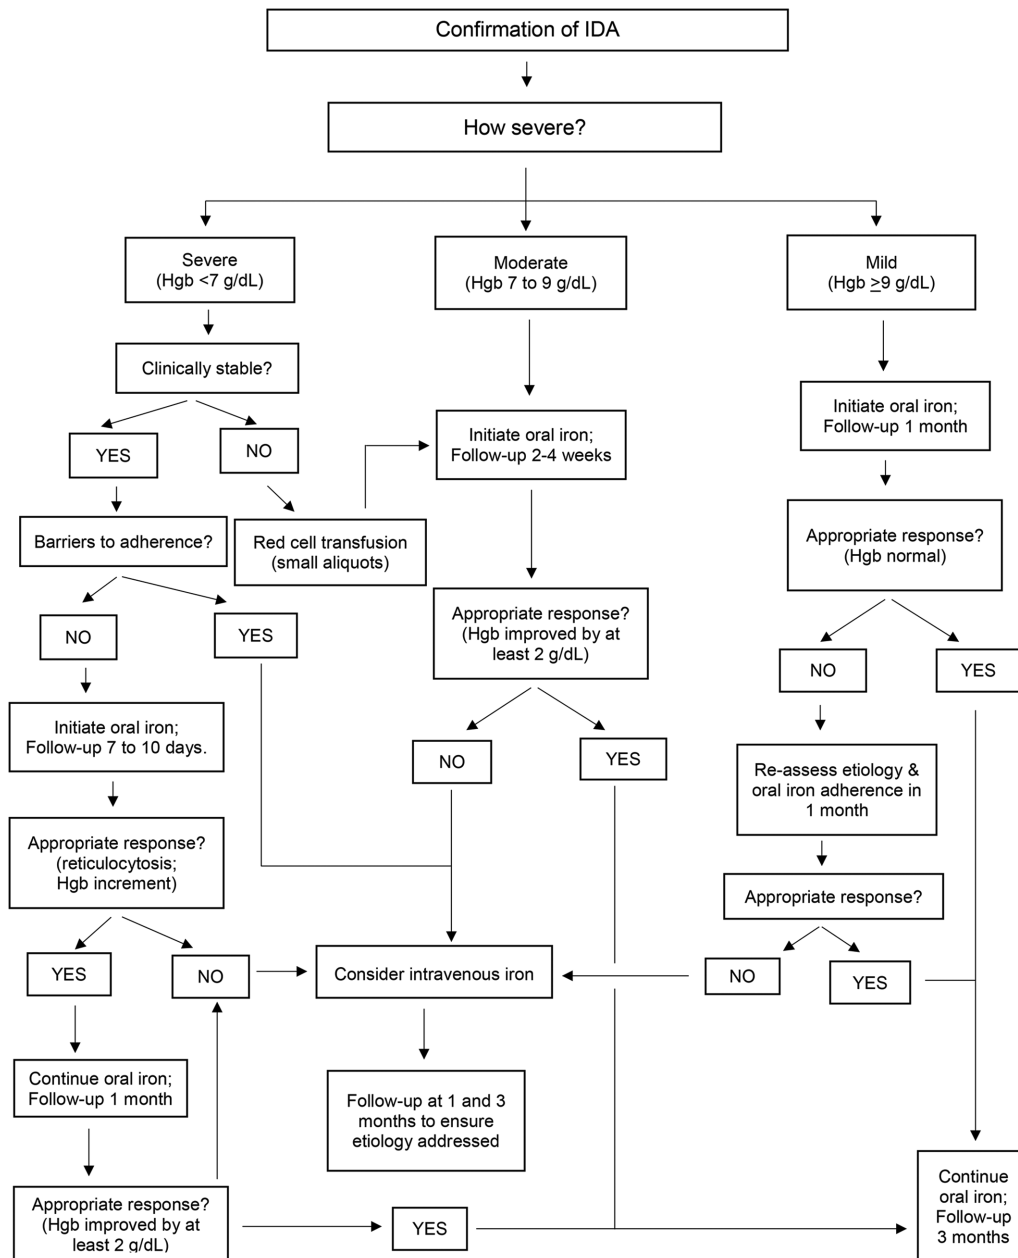 Confirmation of IDA
How severe?
Severe
(Hgb <7 g/dL)
Moderate
(Hgb 7 to 9 g/dL)
Mild
(Hgb ≥9 g/dL)
Clinically stable?
YES
NO
Initiate oral iron;
Follow-up 2-4 weeks
Initiate oral iron;
Follow-up 1 month
Barriers to adherence?
Red cell transfusion
(small aliquots)
Appropriate response?
(Hgb normal)
NO
YES
Appropriate response?
(Hgb improved by at
least 2 g/dL)
NO
YES
Initiate oral iron;
Follow-up 7 to 10 days.
NO
YES
Re-assess etiology &
oral iron adherence in
1 month
Appropriate response?
(reticulocytosis;
Hgb increment)
Appropriate response?
YES
NO
Consider intravenous iron
NO
YES
Continue oral iron;
Follow-up 1 month
Follow-up at 1 and 3
months to ensure
etiology addressed
Appropriate response?
(Hgb improved by at
least 2 g/dL)
YES
Continue
oral iron;
Follow-up
3 months